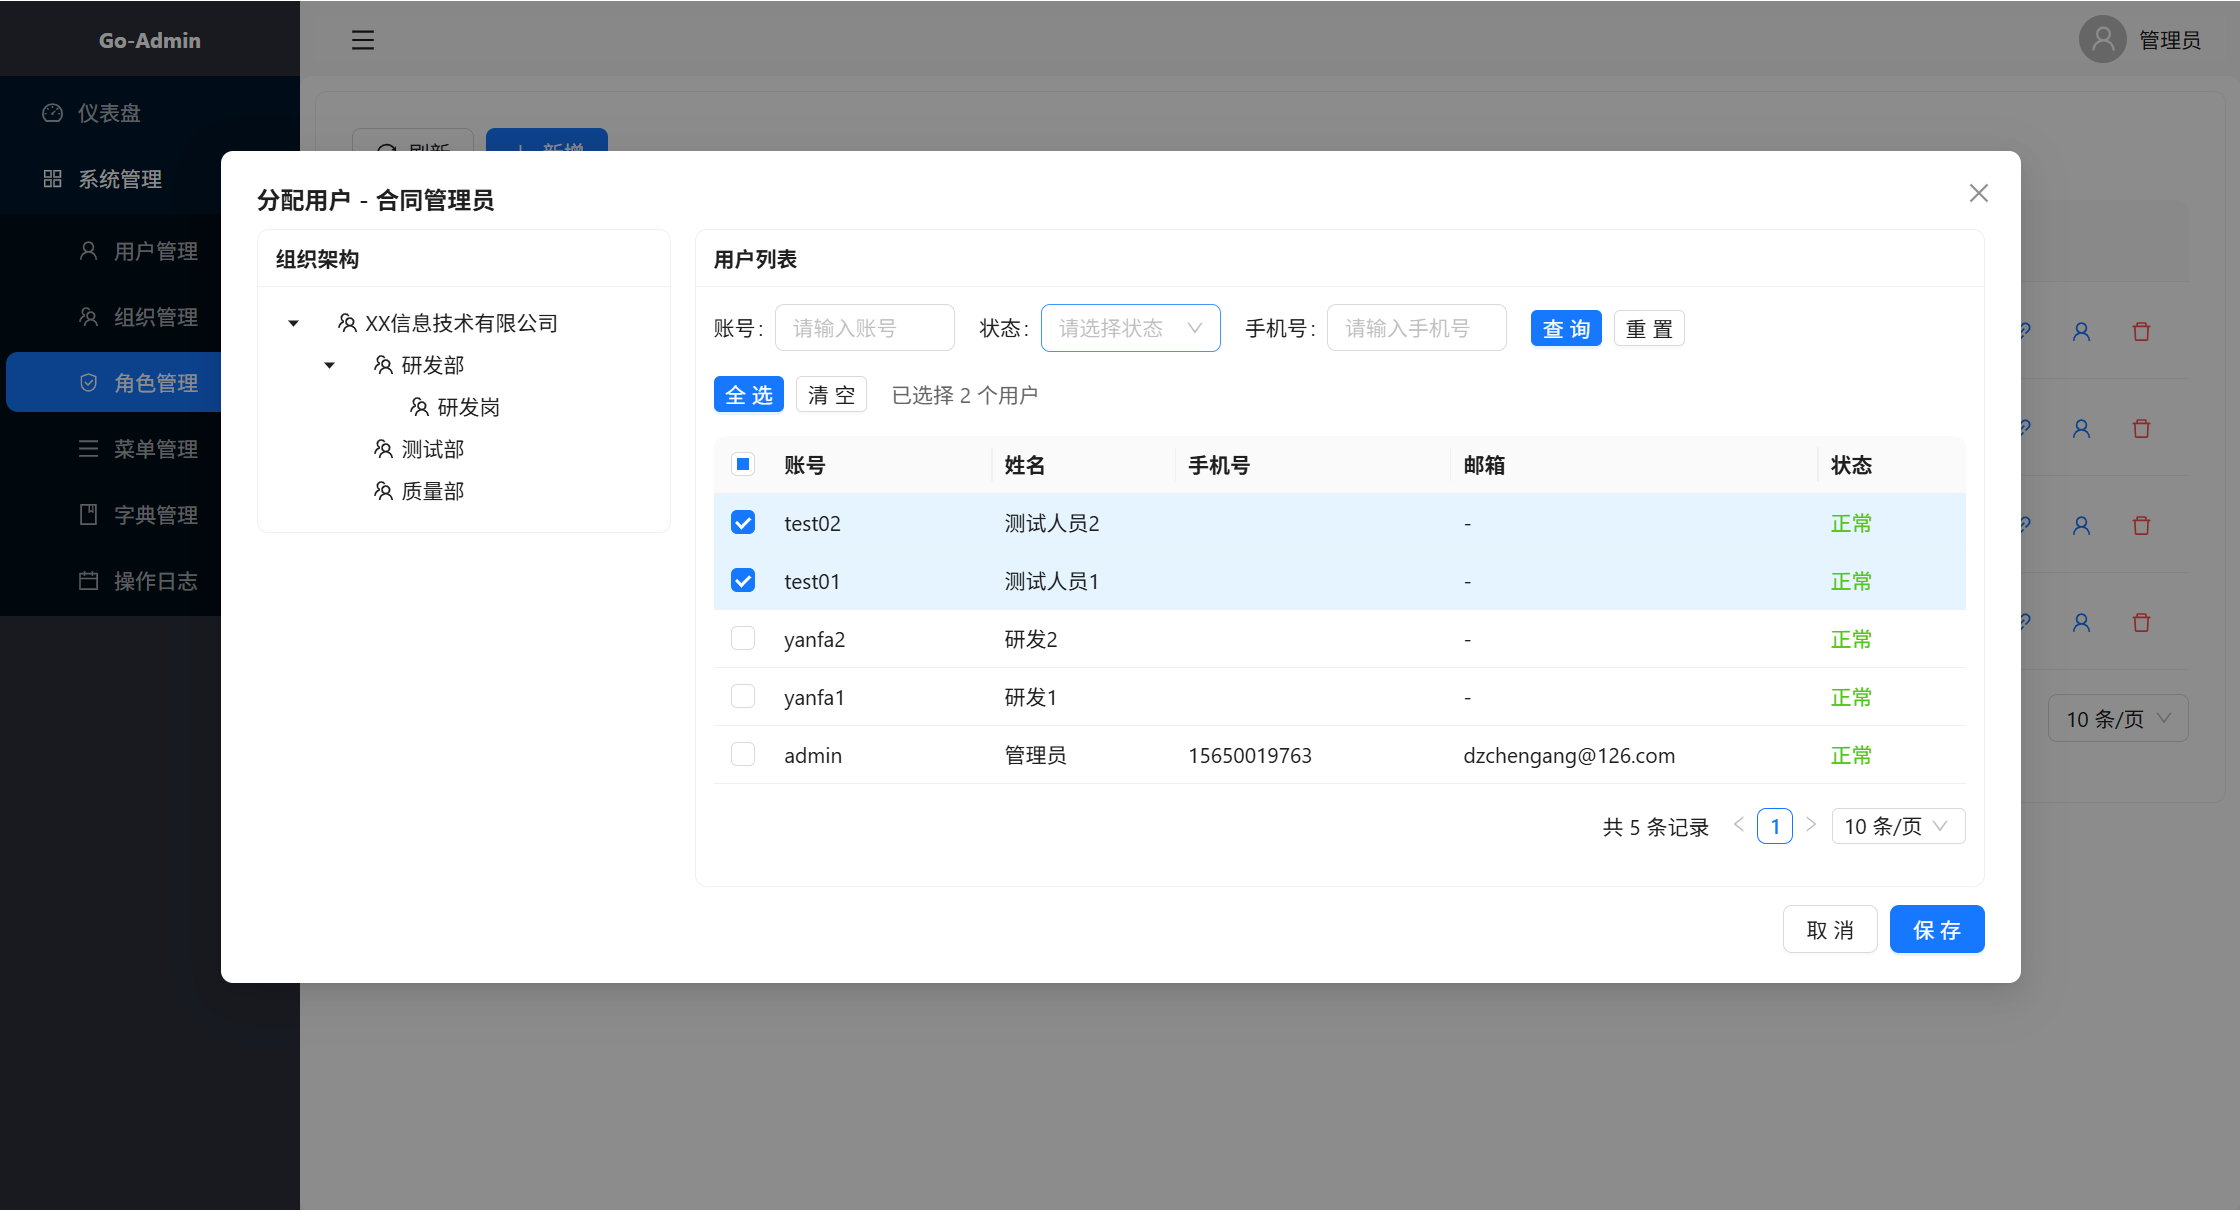 Go-Admin
管理员
仪表盘
系统管理
用户管理
组织管理
角色管理
菜单管理
字典管理
操作日志
刷新 新增
分配用户 - 合同管理员
组织架构
XX信息技术有限公司
研发部
研发岗
测试部
质量部
用户列表
账号: 请输入账号 状态: 请选择状态 手机号: 请输入手机号 查 询 重 置
全 选 清 空 已选择 2 个用户
账号 姓名 手机号 邮箱 状态
test02 测试人员2 - 正常
test01 测试人员1 - 正常
yanfa2 研发2 - 正常
yanfa1 研发1 - 正常
admin 管理员 15650019763 dzchengang@126.com 正常
共 5 条记录 1 10 条/页
取 消 保 存
10 条/页